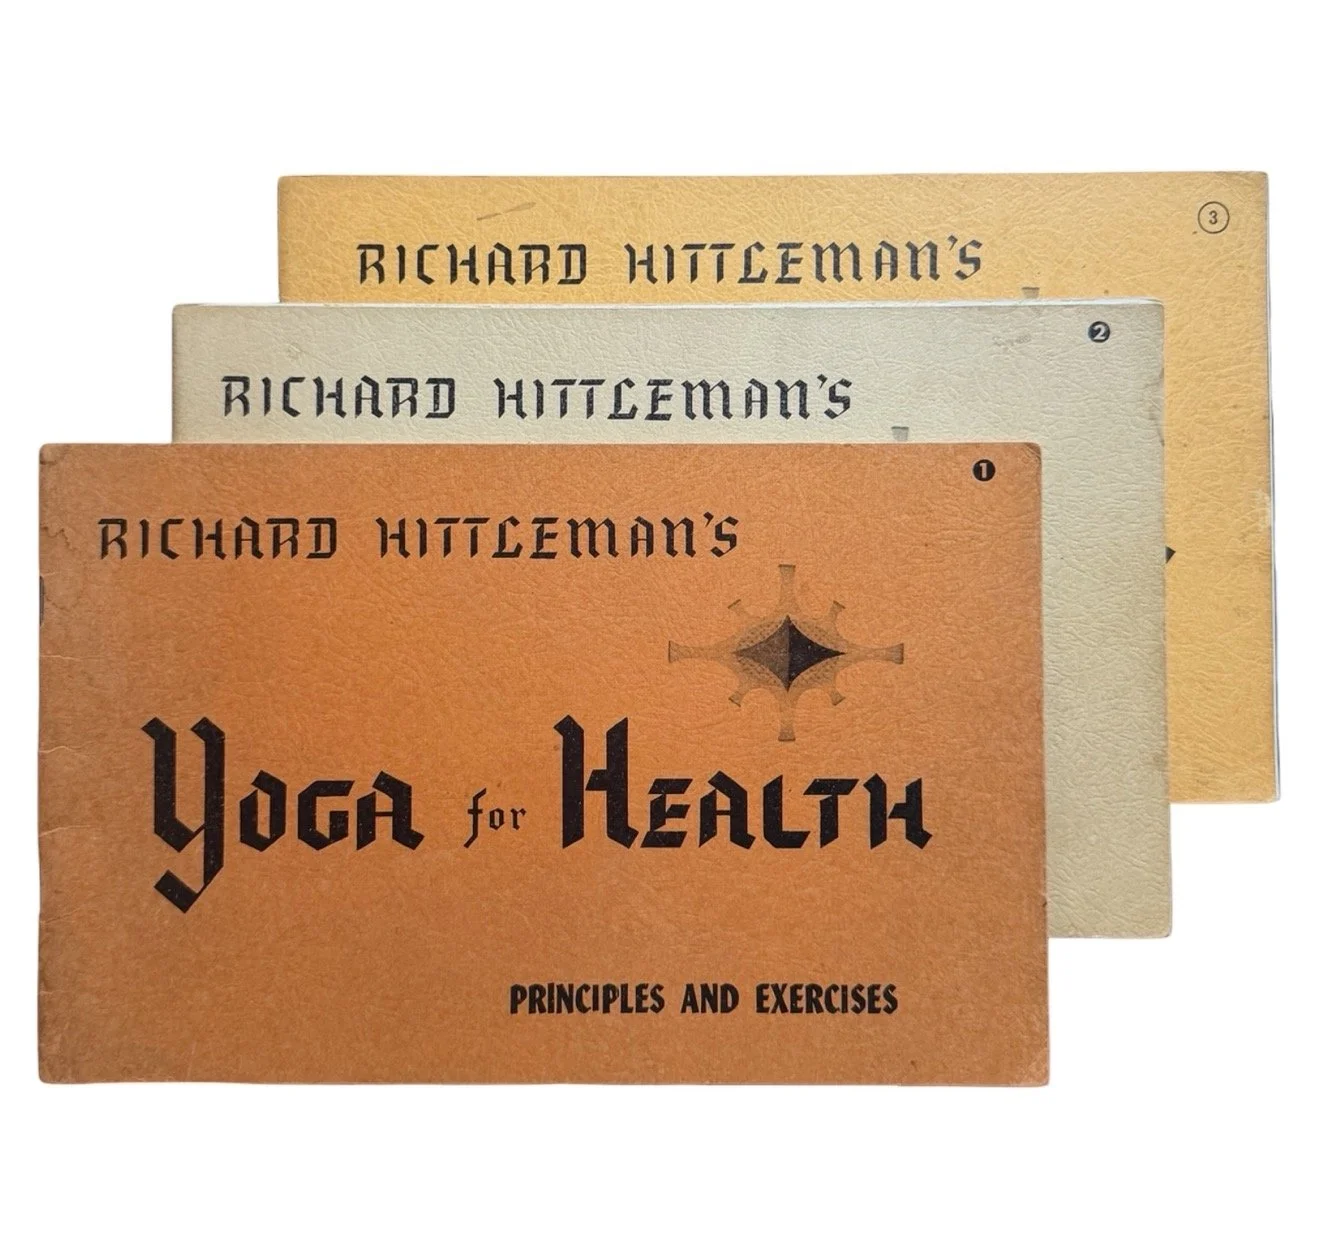 3
RICHARD HITTLEMAN'S
2
RICHARD HITTLEMAN'S
1
RICHARD HITTLEMAN'S
YOGA for HEALTH
PRINCIPLES AND EXERCISES